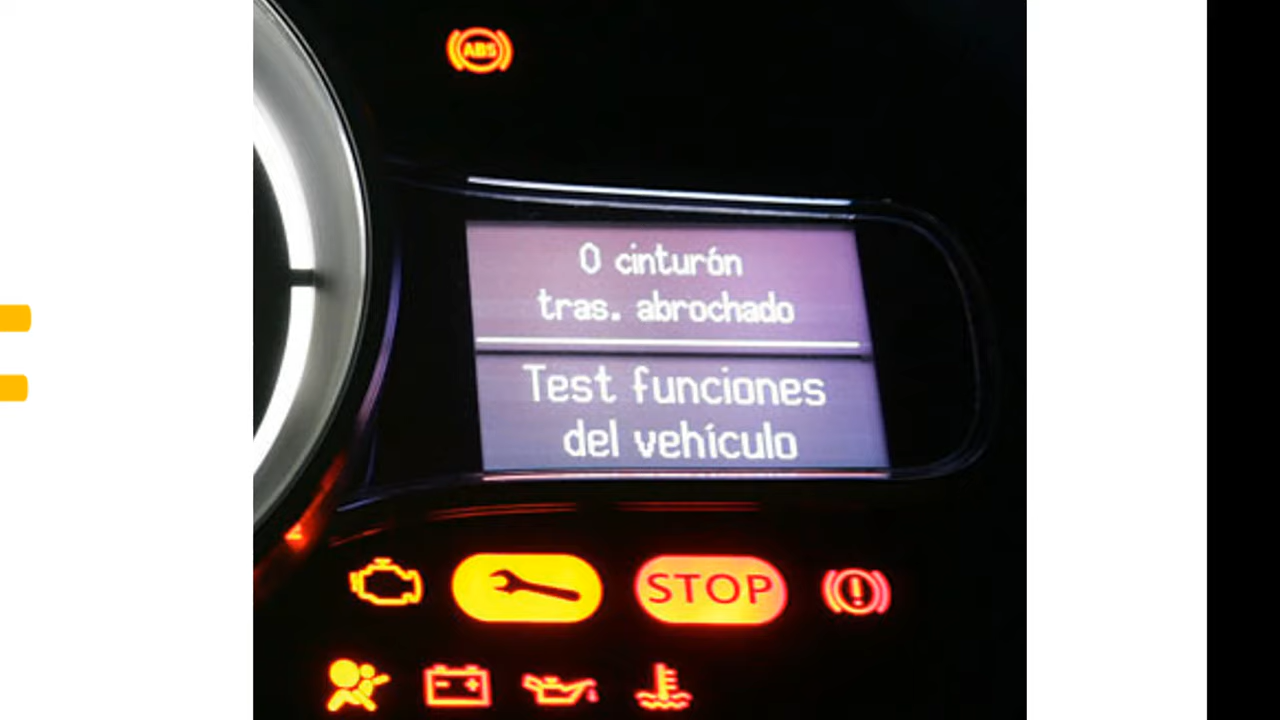 ABS
0 cinturón
tras. abrochado
Test funciones
del vehículo
STOP